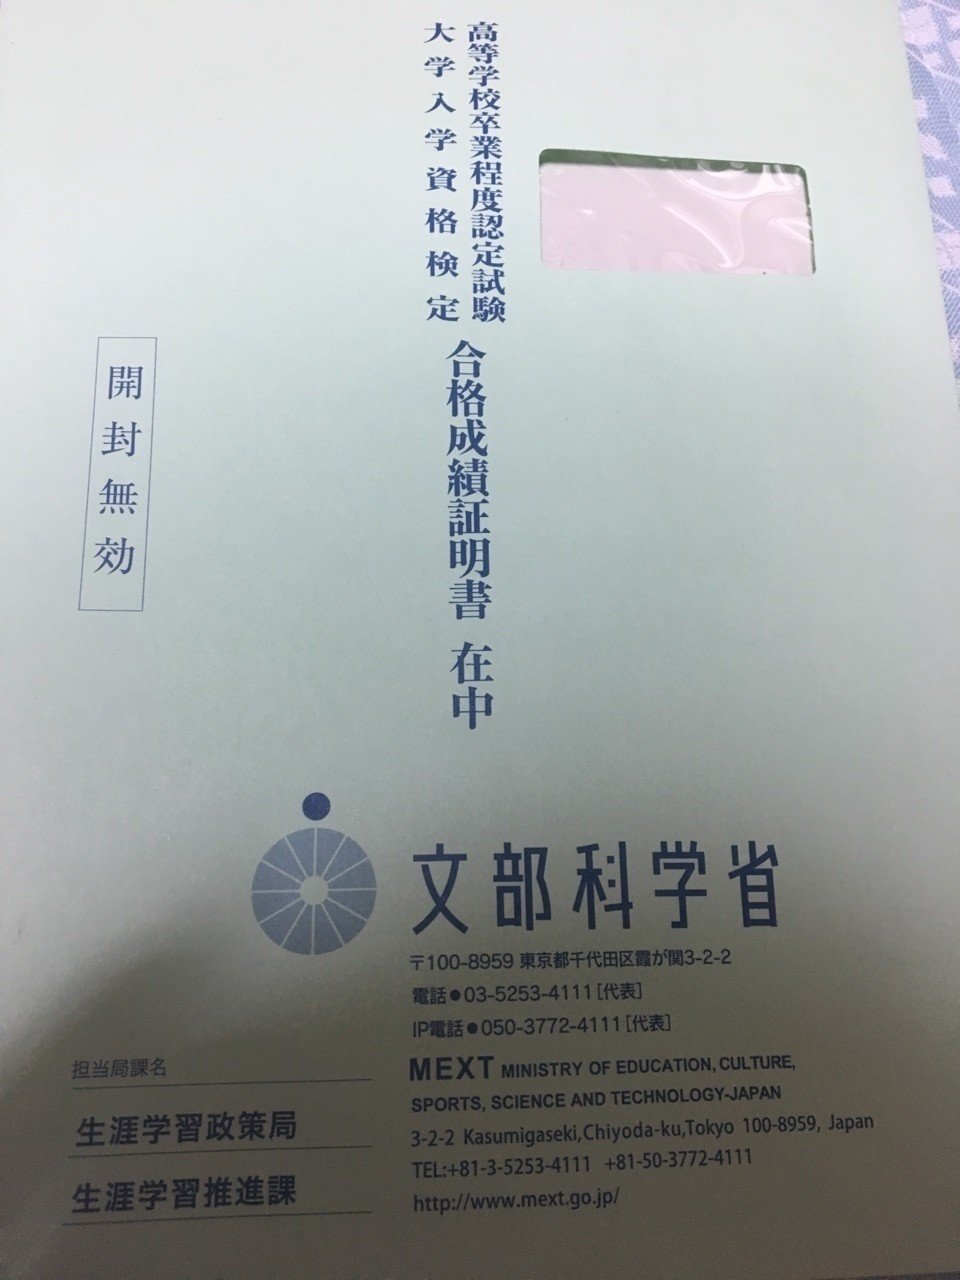 高等学校卒業程度認定試験
大学入学資格検定
合格成績証明書 在中
開封無効
文部科学省
〒100-8959 東京都千代田区霞が関3-2-2
電話●03-5253-4111[代表]
IP電話●050-3772-4111[代表]
MEXT MINISTRY OF EDUCATION, CULTURE,
SPORTS, SCIENCE AND TECHNOLOGY-JAPAN
3-2-2 Kasumigaseki,Chiyoda-ku,Tokyo 100-8959, Japan
TEL:+81-3-5253-4111 +81-50-3772-4111
http://www.mext.go.jp/
担当局課名
生涯学習政策局
生涯学習推進課